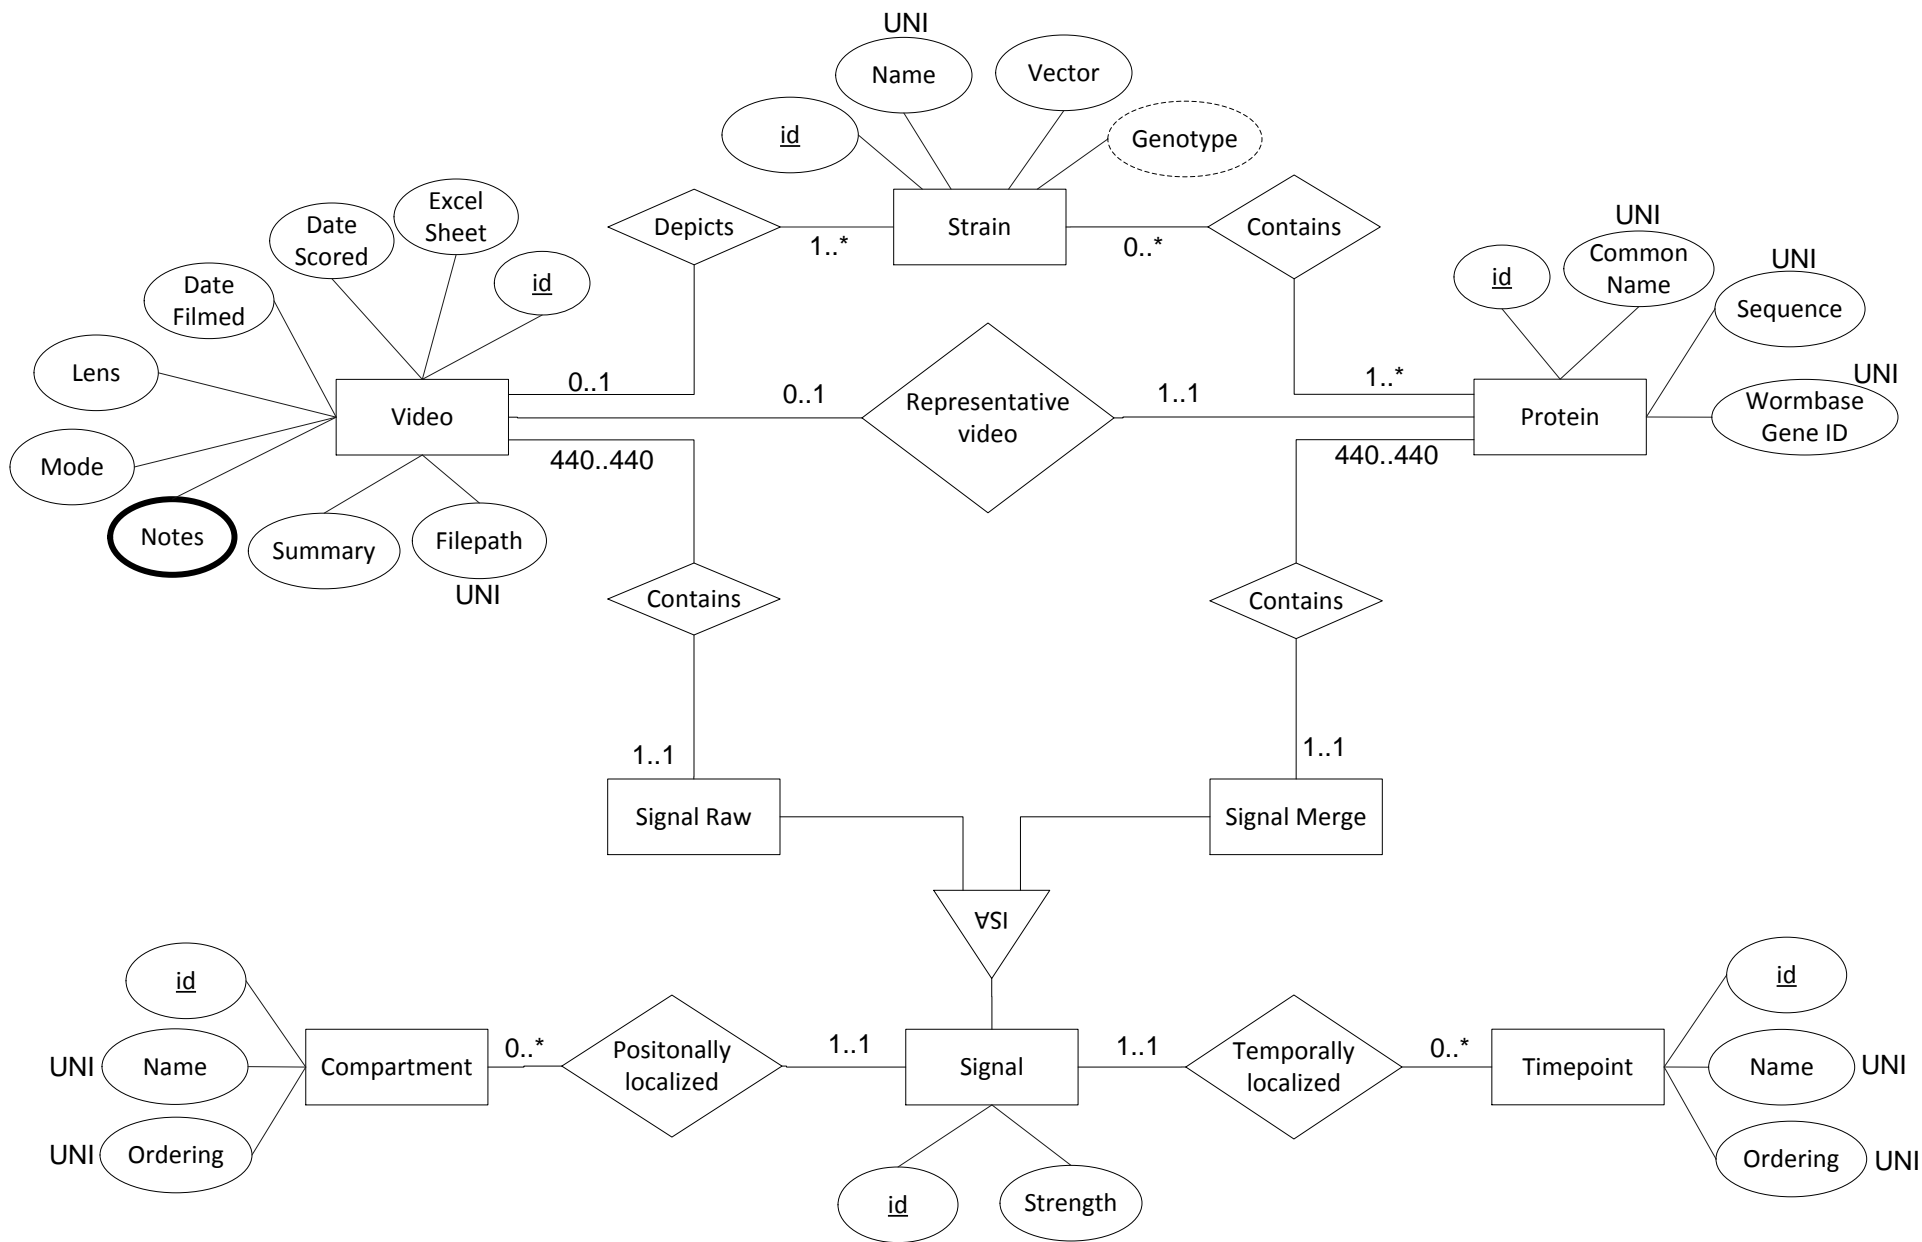 UNI
Name
Vector
id
Genotype
Depicts
1..*
Strain
0..*
Contains
Date
Scored
Excel
Sheet
id
Date
Filmed
Lens
Mode
Notes
Summary
Filepath
UNI
Video
0..1
0..1
Representative
video
1..1
1..*
440..440
440..440
UNI
Common
Name
id
UNI
Sequence
UNI
Wormbase
Gene ID
Protein
Contains
Contains
1..1
1..1
Signal Raw
Signal Merge
ISA
id
UNI
Name
UNI
Ordering
Compartment
0..*
Positonally
localized
1..1
Signal
1..1
Temporally
localized
0..*
Timepoint
id
Name
UNI
Ordering
UNI
id
Strength